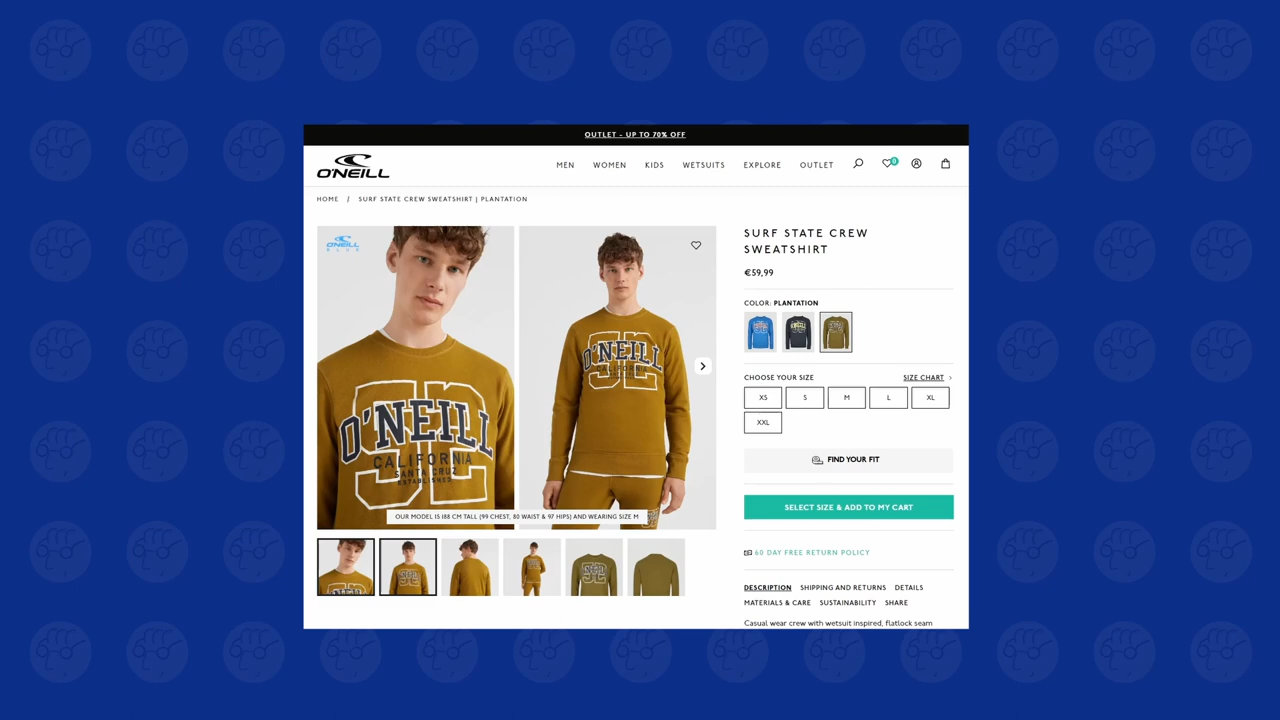 OUTLET - UP TO 70% OFF
O'NEILL
MEN WOMEN KIDS WETSUITS EXPLORE OUTLET 0
HOME / SURF STATE CREW SWEATSHIRT | PLANTATION
O'NEILL
BLUE
O'NEILL
CALIFORNIA
SANTA CRUZ
ESTABLISHED
O'NEILL
CALIFORNIA
OUR MODEL IS 188 CM TALL (99 CHEST, 80 WAIST & 97 HIPS) AND WEARING SIZE M
SURF STATE CREW
SWEATSHIRT
€59,99
COLOR: PLANTATION
CHOOSE YOUR SIZE SIZE CHART >
XS S M L XL
XXL
FIND YOUR FIT
SELECT SIZE & ADD TO MY CART
60 DAY FREE RETURN POLICY
DESCRIPTION SHIPPING AND RETURNS DETAILS
MATERIALS & CARE SUSTAINABILITY SHARE
Casual wear crew with wetsuit inspired, flatlock seam